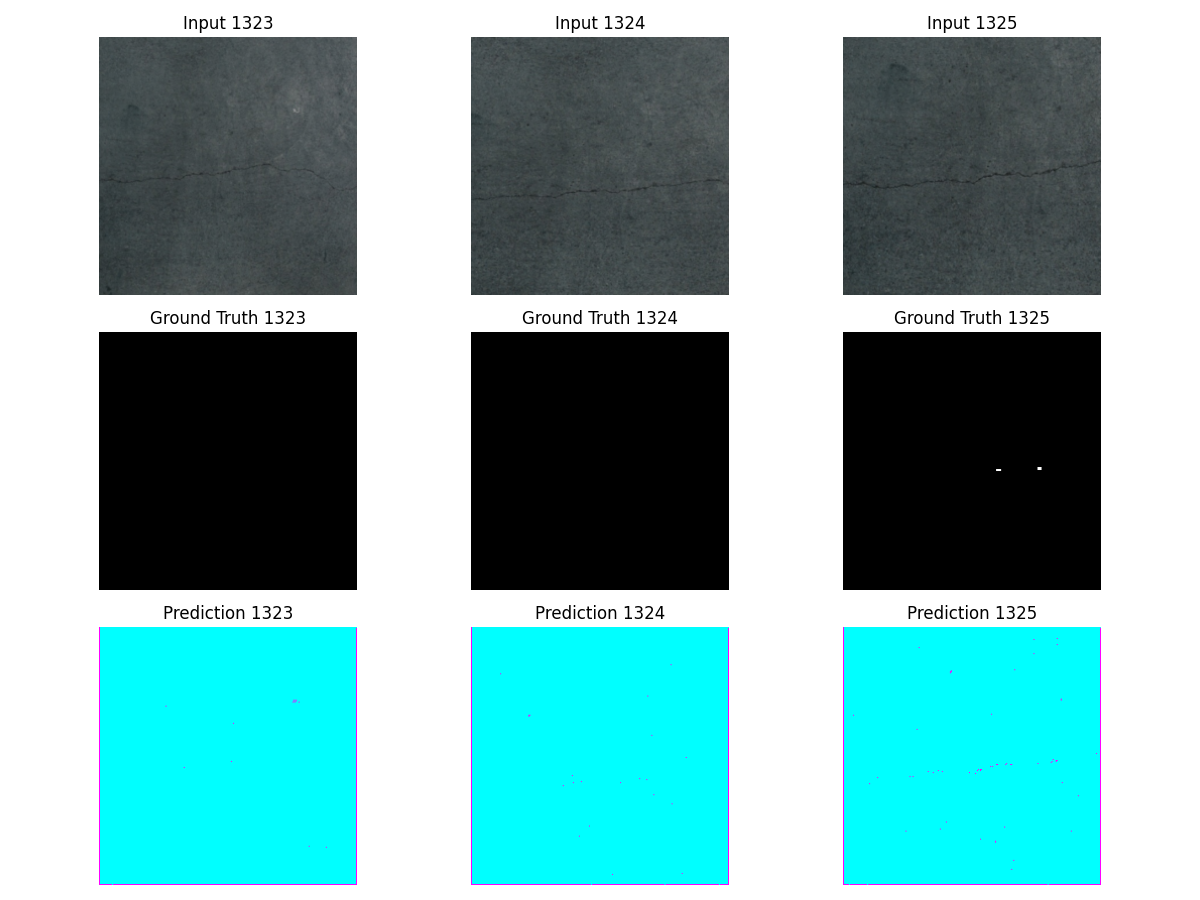 Input 1323
Input 1324
Input 1325
Ground Truth 1323
Ground Truth 1324
Ground Truth 1325
Prediction 1323
Prediction 1324
Prediction 1325